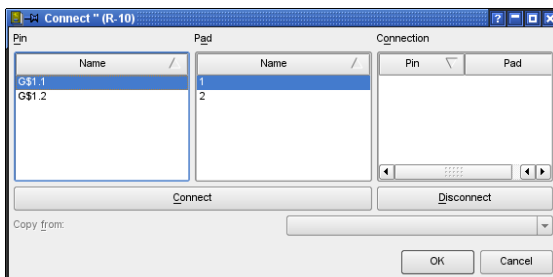 Connect '' (R-10)
Pin Pad Connection
Name Name Pin Pad
G$1.1 1
G$1.2 2
Connect Disconnect
Copy from:
OK Cancel